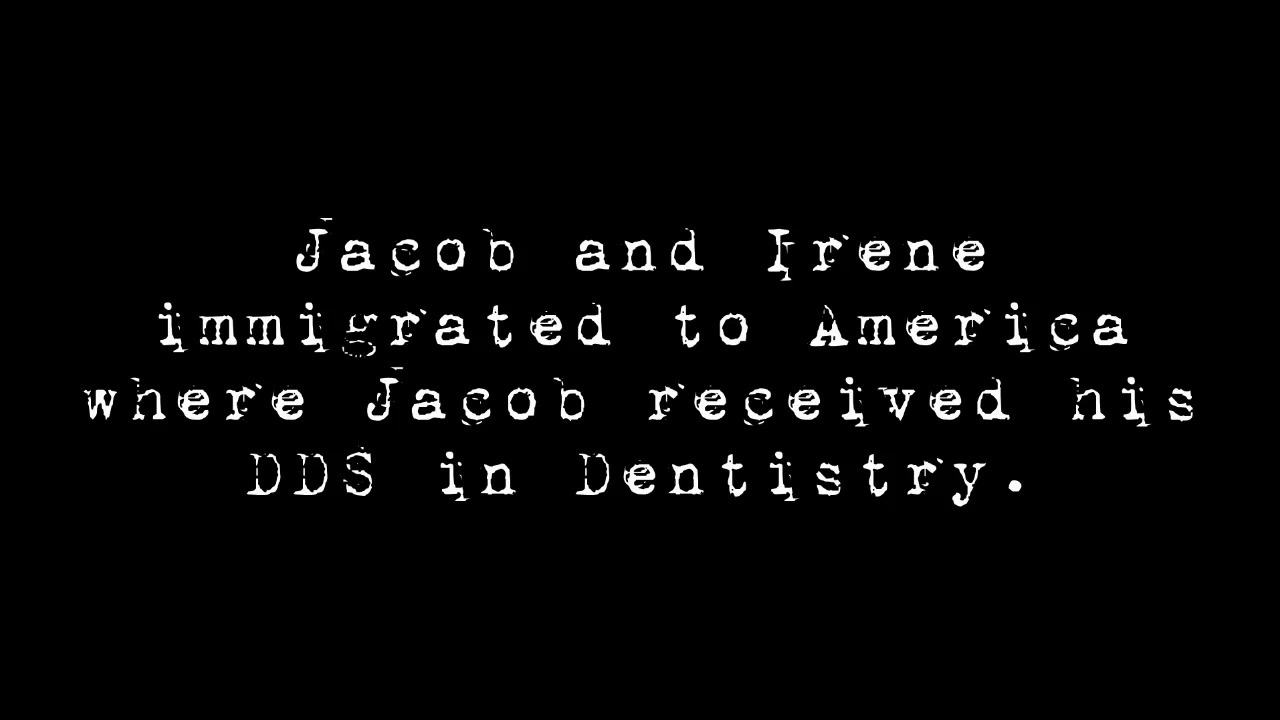 Jacob and Irene
immigrated to America
where Jacob received his
DDS in Dentistry.